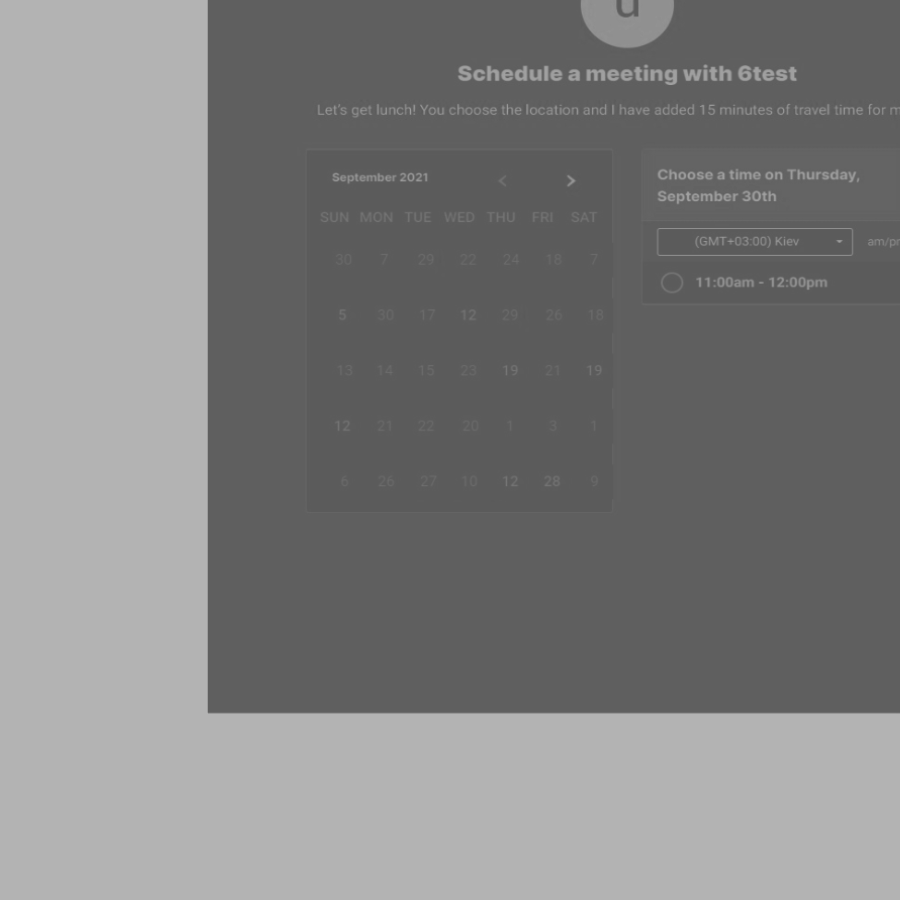 u
Schedule a meeting with 6test
Let's get lunch! You choose the location and I have added 15 minutes of travel time for m
September 2021 < >
SUN MON TUE WED THU FRI SAT
30 7 29 22 24 18 7
5 30 17 12 29 26 18
13 14 15 23 19 21 19
12 21 22 20 1 3 1
6 26 27 10 12 28 9
Choose a time on Thursday,
September 30th
(GMT+03:00) Kiev am/p
11:00am - 12:00pm